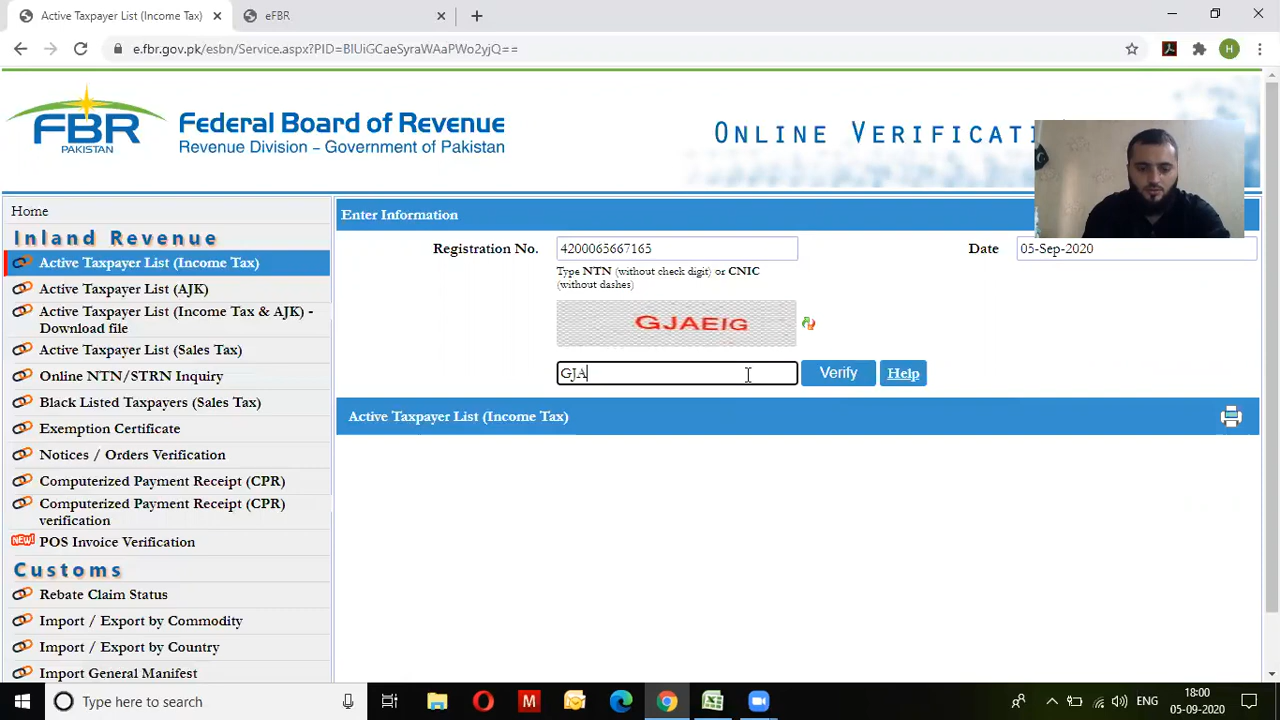 Active Taxpayer List (Income Tax)
eFBR
e.fbr.gov.pk/esbn/Service.aspx?PID=BlUiGCaeSyraWAaPWo2yjQ==
H
FBR
PAKISTAN
Federal Board of Revenue
Revenue Division - Government of Pakistan
ONLINE VERIFICATI
Home
Inland Revenue
Active Taxpayer List (Income Tax)
Active Taxpayer List (AJK)
Active Taxpayer List (Income Tax & AJK) -
Download file
Active Taxpayer List (Sales Tax)
Online NTN/STRN Inquiry
Black Listed Taxpayers (Sales Tax)
Exemption Certificate
Notices / Orders Verification
Computerized Payment Receipt (CPR)
Computerized Payment Receipt (CPR)
verification
NEW!
POS Invoice Verification
Customs
Rebate Claim Status
Import / Export by Commodity
Import / Export by Country
Import General Manifest
Enter Information
Registration No.
4200065667165
Date
05-Sep-2020
Type NTN (without check digit) or CNIC
(without dashes)
GJAEIG
GJA
Verify
Help
Active Taxpayer List (Income Tax)
Type here to search
M
ENG
18:00
05-09-2020